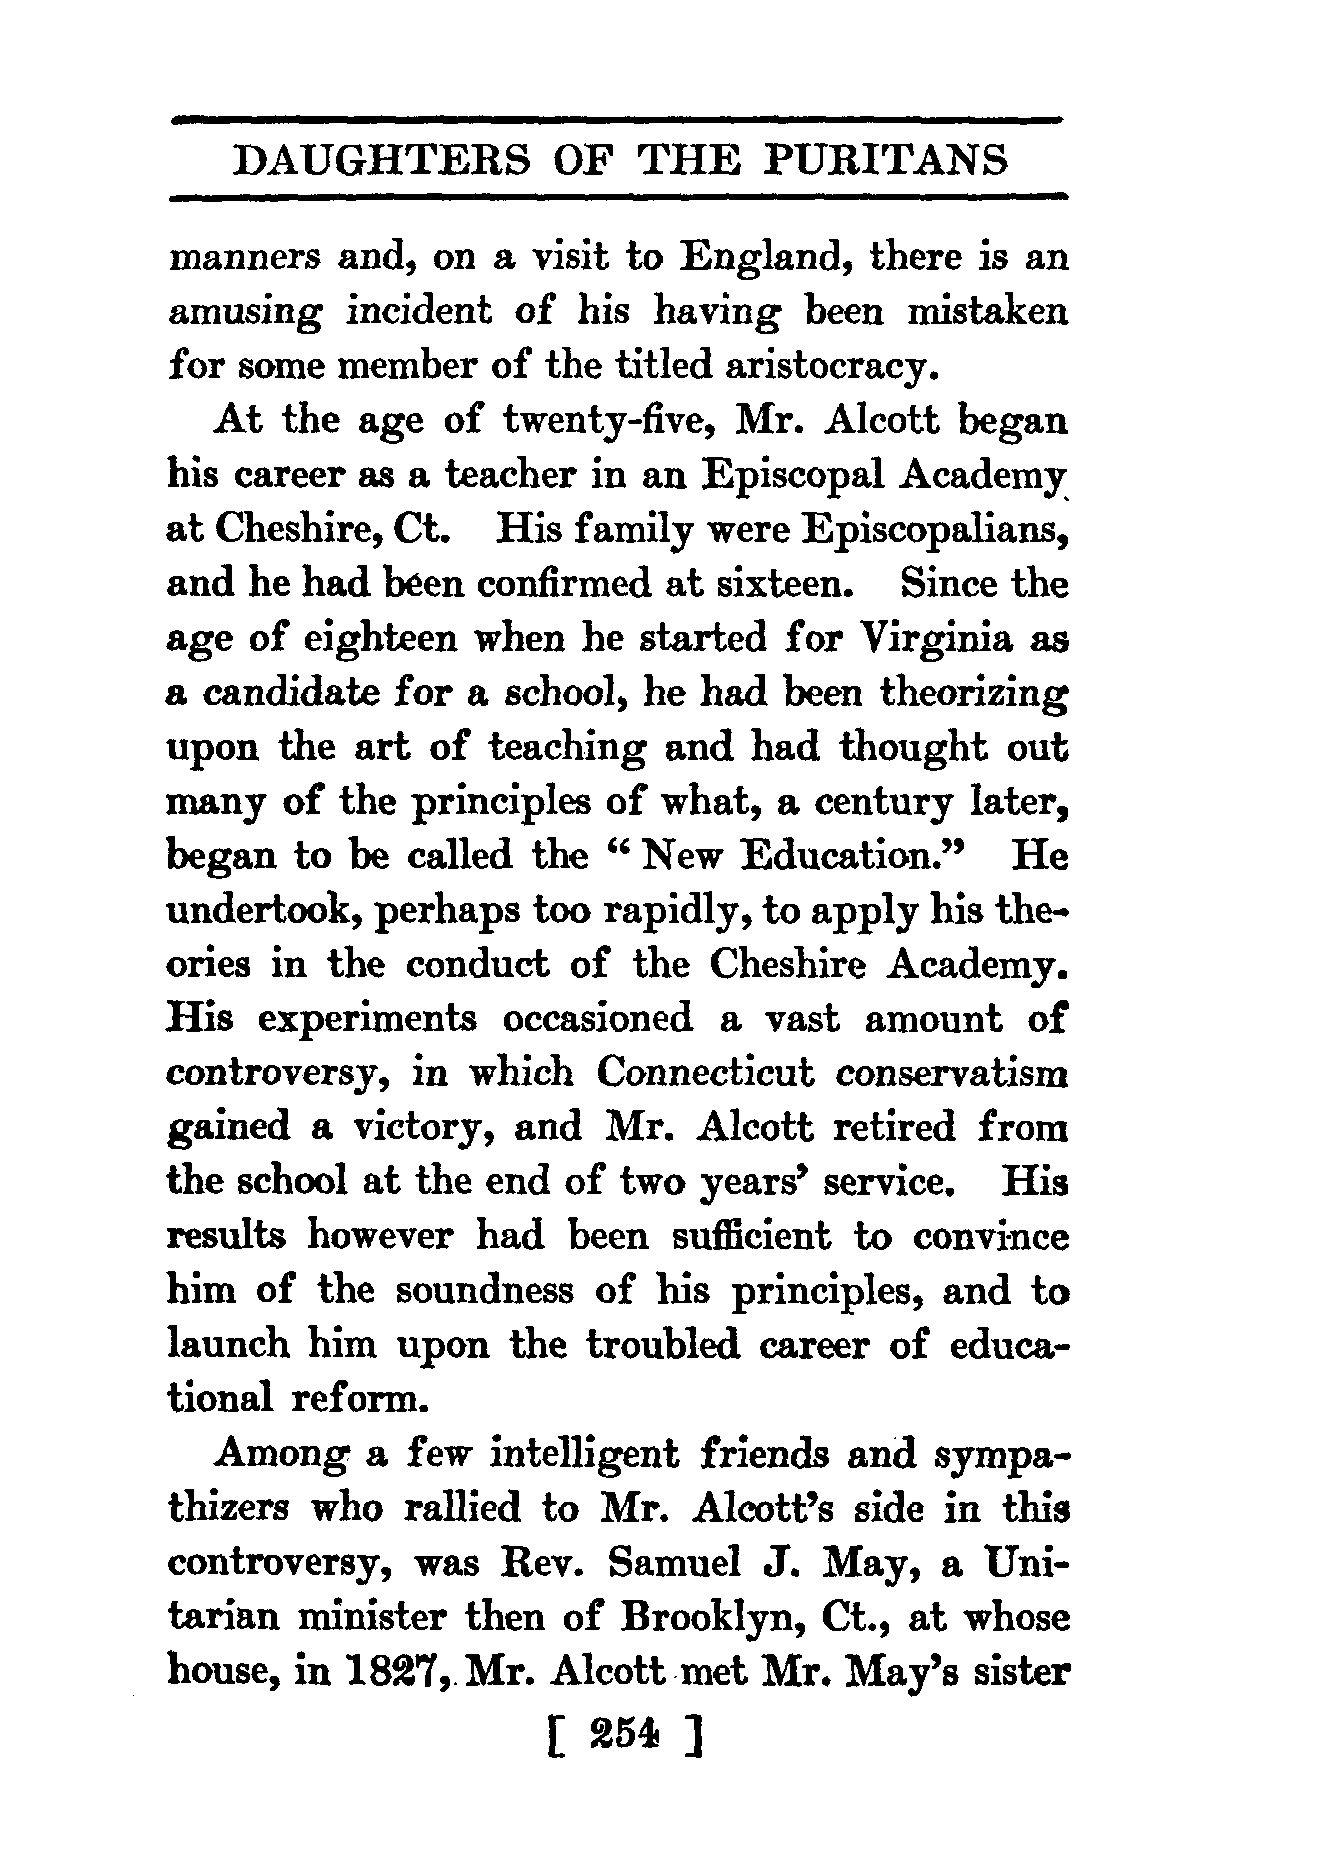 DAUGHTERS OF THE PURITANS
manners and, on a visit to England, there is an
amusing incident of his having been mistaken
for some member of the titled aristocracy.
At the age of twenty-five, Mr. Alcott began
his career as a teacher in an Episcopal Academy
at Cheshire, Ct. His family were Episcopalians,
and he had been confirmed at sixteen. Since the
age of eighteen when he started for Virginia as
a candidate for a school, he had been theorizing
upon the art of teaching and had thought out
many of the principles of what, a century later,
began to be called the “ New Education.” He
undertook, perhaps too rapidly, to apply his the-
ories in the conduct of the Cheshire Academy.
His experiments occasioned a vast amount of
controversy, in which Connecticut conservatism
gained a victory, and Mr. Alcott retired from
the school at the end of two years’ service. His
results however had been sufficient to convince
him of the soundness of his principles, and to
launch him upon the troubled career of educa-
tional reform.
Among a few intelligent friends and sympa-
thizers who rallied to Mr. Alcott’s side in this
controversy, was Rev. Samuel J. May, a Uni-
tarian minister then of Brooklyn, Ct., at whose
house, in 1827, Mr. Alcott met Mr. May’s sister
[ 254 ]